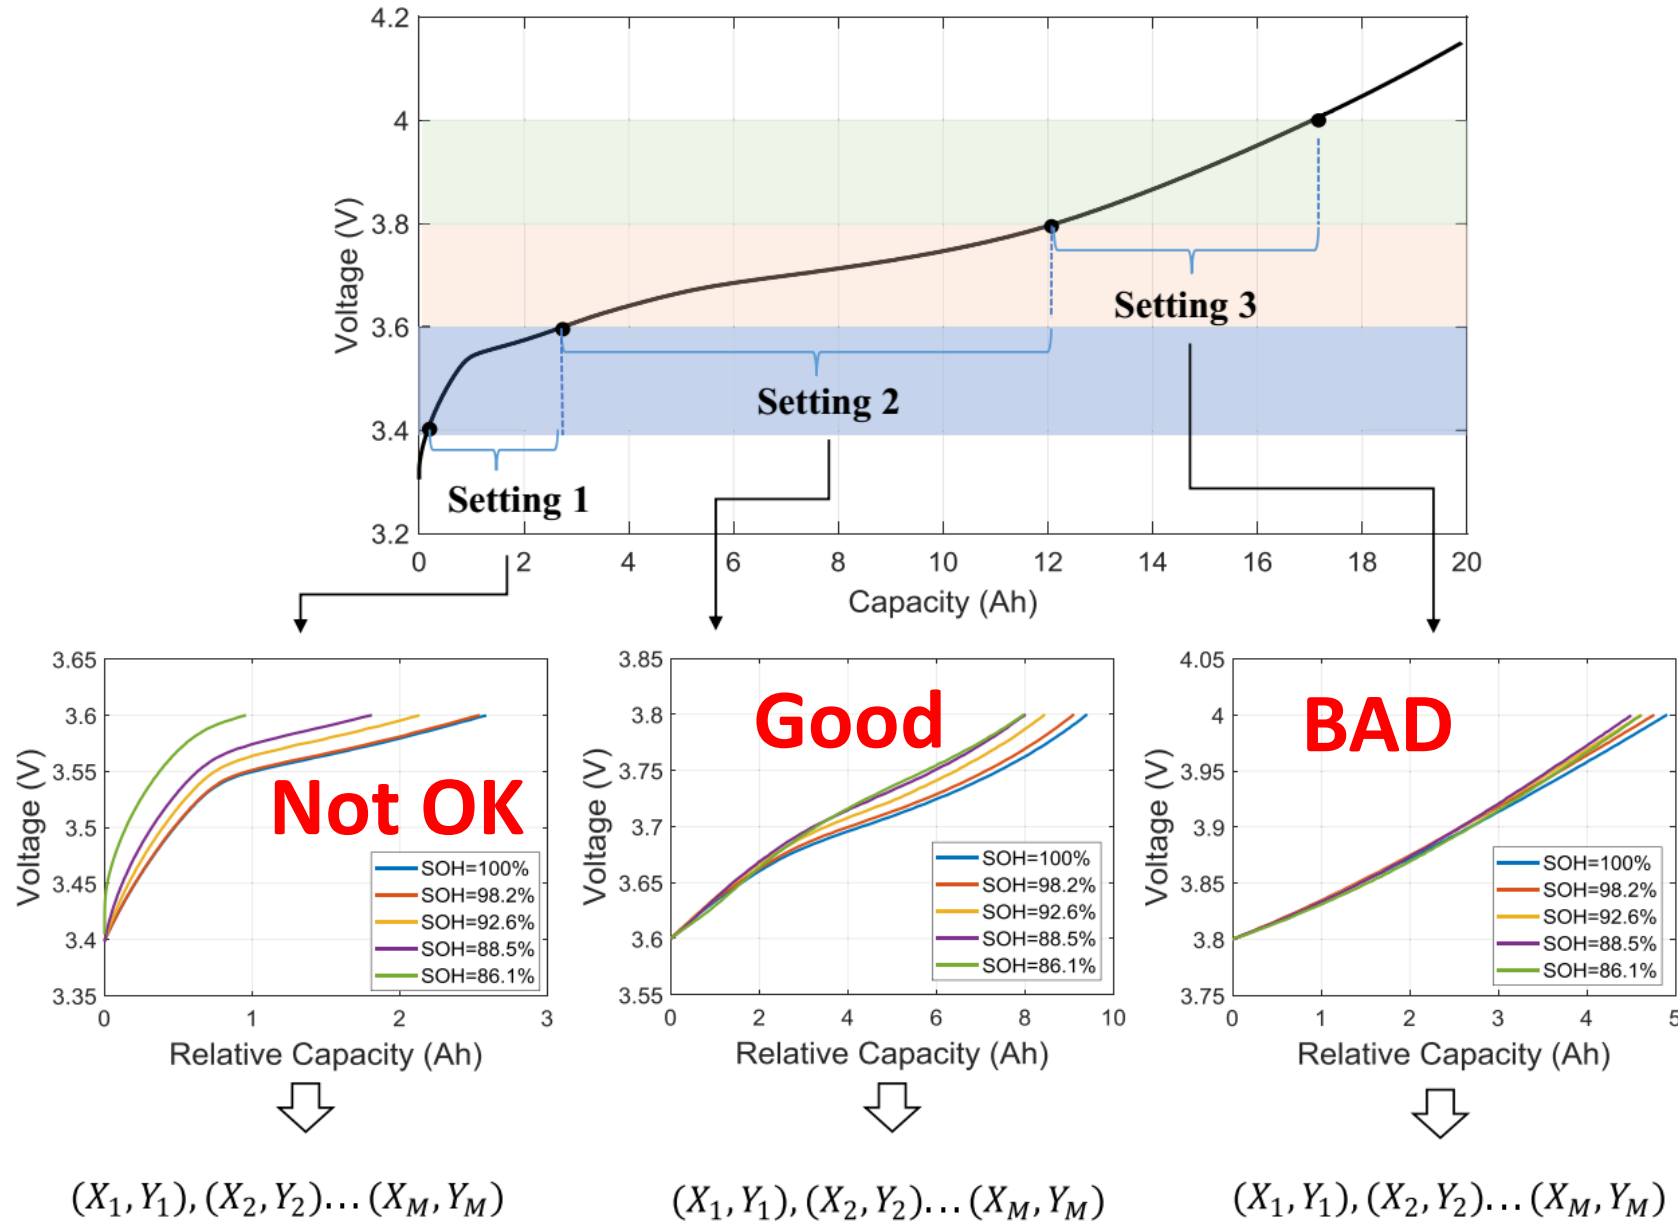 4.2
4
3.8
3.6
3.4
3.2
Voltage (V)
Setting 1
Setting 2
Setting 3
0 2 4 6 8 10 12 14 16 18 20
Capacity (Ah)
3.65
3.6
3.55
3.5
3.45
3.4
3.35
Voltage (V)
Not OK
SOH=100%
SOH=98.2%
SOH=92.6%
SOH=88.5%
SOH=86.1%
0 1 2 3
Relative Capacity (Ah)
(X₁, Y₁), (X₂, Y₂)... (X_M, Y_M)
3.85
3.8
3.75
3.7
3.65
3.6
3.55
Voltage (V)
Good
SOH=100%
SOH=98.2%
SOH=92.6%
SOH=88.5%
SOH=86.1%
0 2 4 6 8 10
Relative Capacity (Ah)
(X₁, Y₁), (X₂, Y₂)... (X_M, Y_M)
4.05
4
3.95
3.9
3.85
3.8
3.75
Voltage (V)
BAD
SOH=100%
SOH=98.2%
SOH=92.6%
SOH=88.5%
SOH=86.1%
0 1 2 3 4 5
Relative Capacity (Ah)
(X₁, Y₁), (X₂, Y₂)... (X_M, Y_M)